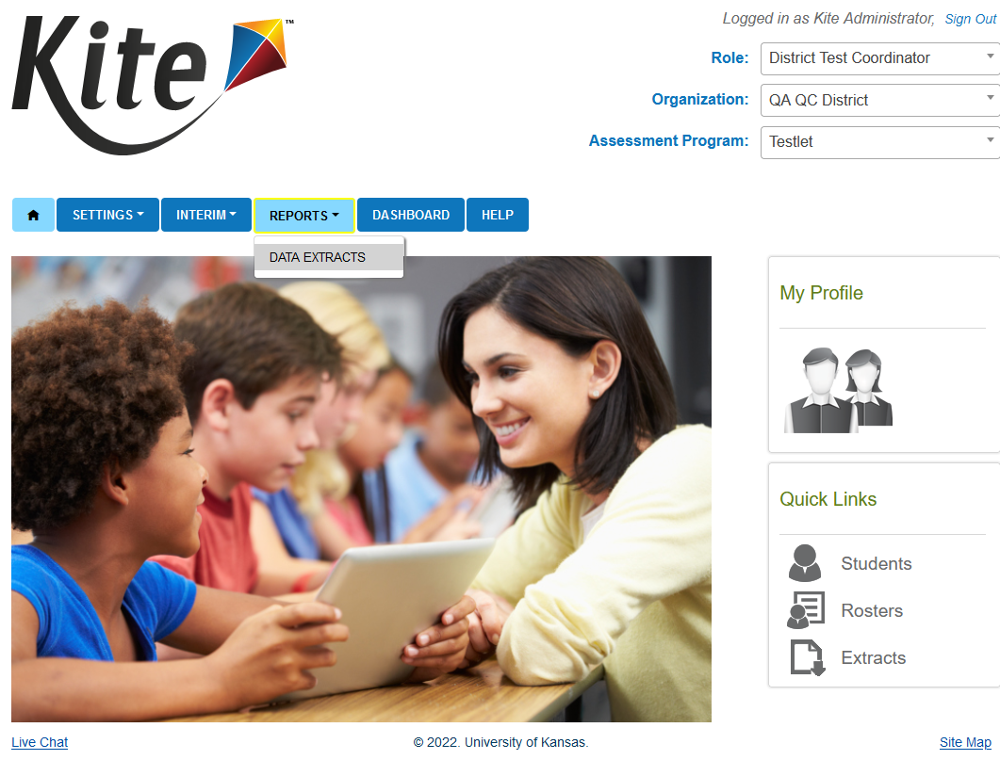 Kite™
Logged in as Kite Administrator, Sign Out
Role: District Test Coordinator
Organization: QA QC District
Assessment Program: Testlet
SETTINGS INTERIM REPORTS DASHBOARD HELP
DATA EXTRACTS
My Profile
Quick Links
Students
Rosters
Extracts
Live Chat © 2022. University of Kansas. Site Map